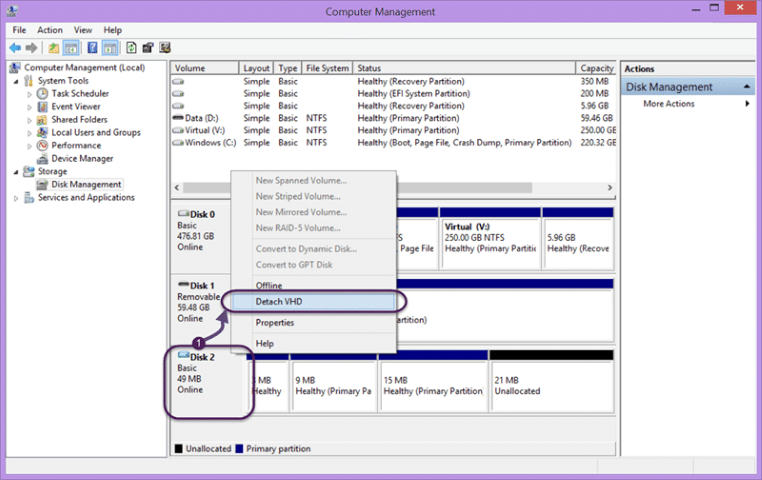 Computer Management
File Action View Help
Computer Management (Local)
System Tools
Task Scheduler
Event Viewer
Shared Folders
Local Users and Groups
Performance
Device Manager
Storage
Disk Management
Services and Applications
Volume Layout Type File System Status Capacity
Simple Basic Healthy (Recovery Partition) 350 MB
Simple Basic Healthy (EFI System Partition) 200 MB
Simple Basic Healthy (Recovery Partition) 5.96 GB
Data (D:) Simple Basic NTFS Healthy (Primary Partition) 59.46 GB
Virtual (V:) Simple Basic NTFS Healthy (Primary Partition) 250.00 GB
Windows (C:) Simple Basic NTFS Healthy (Boot, Page File, Crash Dump, Primary Partition) 220.32 GB
Actions
Disk Management
More Actions
New Spanned Volume...
New Striped Volume...
New Mirrored Volume...
New RAID-5 Volume...
Convert to Dynamic Disk...
Convert to GPT Disk
Offline
Detach VHD
Properties
Help
Disk 0
Basic
476.81 GB
Online
FS
Page File
Virtual (V:)
250.00 GB NTFS
Healthy (Primary Partitio
5.96 GB
Healthy (Recove
Disk 1
Removable
59.48 GB
Online
tition)
1
Disk 2
Basic
49 MB
Online
MB
Healthy
9 MB
Healthy (Primary Pa
15 MB
Healthy (Primary Partition)
21 MB
Unallocated
Unallocated Primary partition